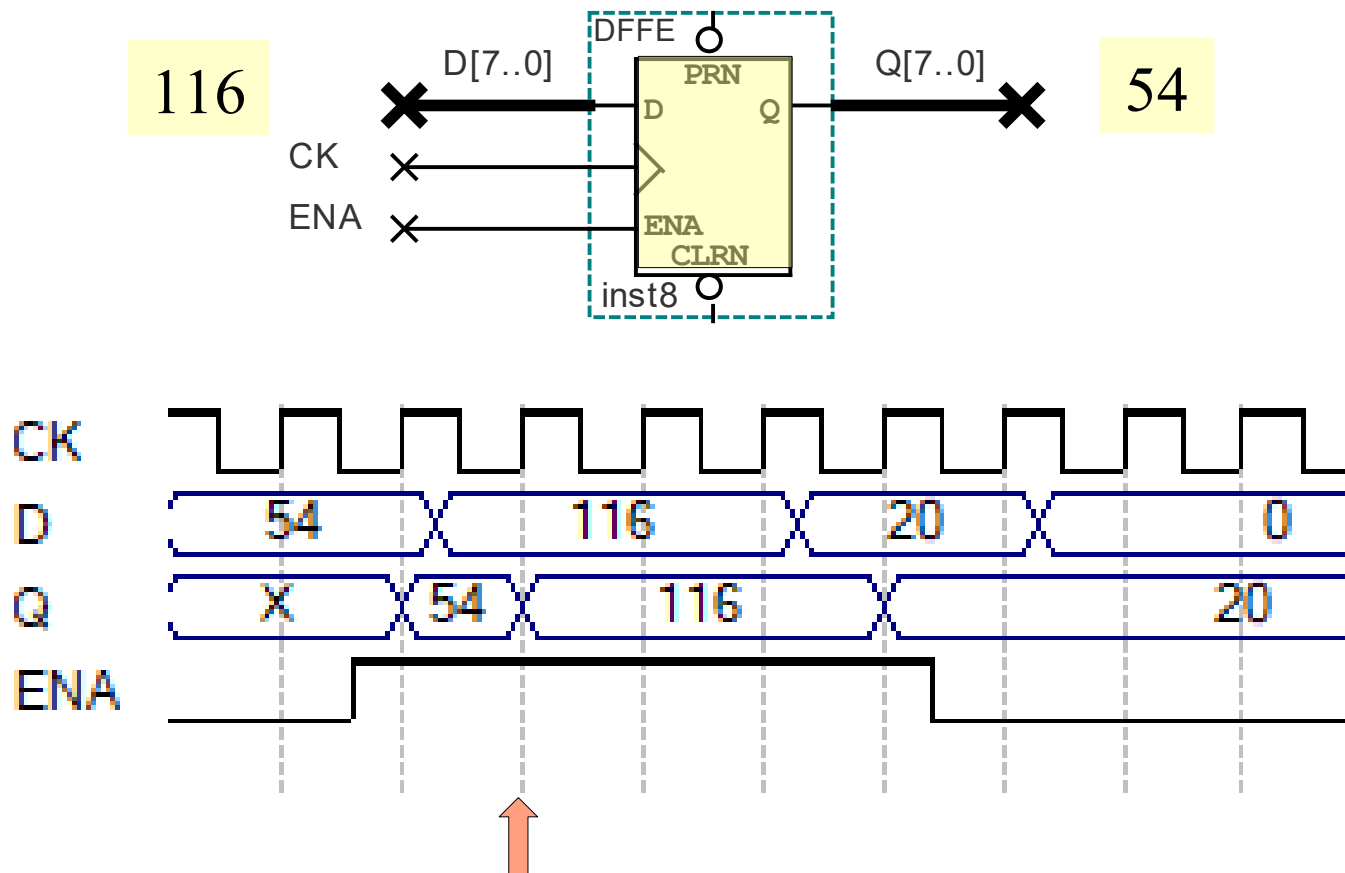 DFFE
116
D[7..0]
PRN
Q[7..0]
54
D
Q
CK
ENA
ENA
CLRN
inst8
CK
D
54
116
20
0
Q
X
54
116
20
ENA